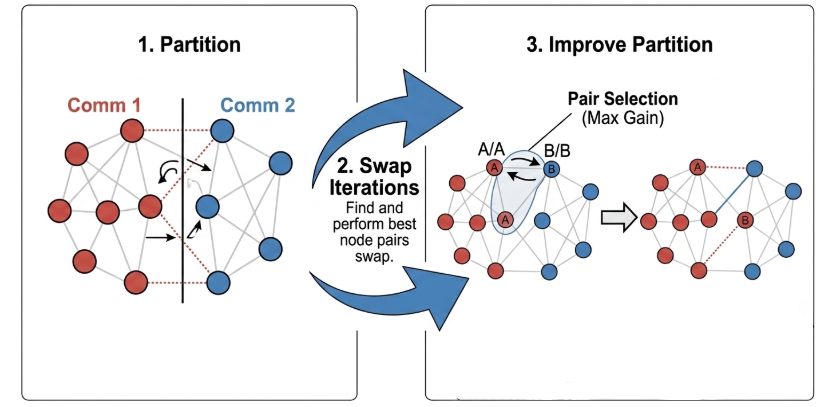 1. Partition
Comm 1
Comm 2
2. Swap
Iterations
Find and
perform best
node pairs
swap.
3. Improve Partition
Pair Selection
(Max Gain)
A/A
B/B
A
B
A
A
B